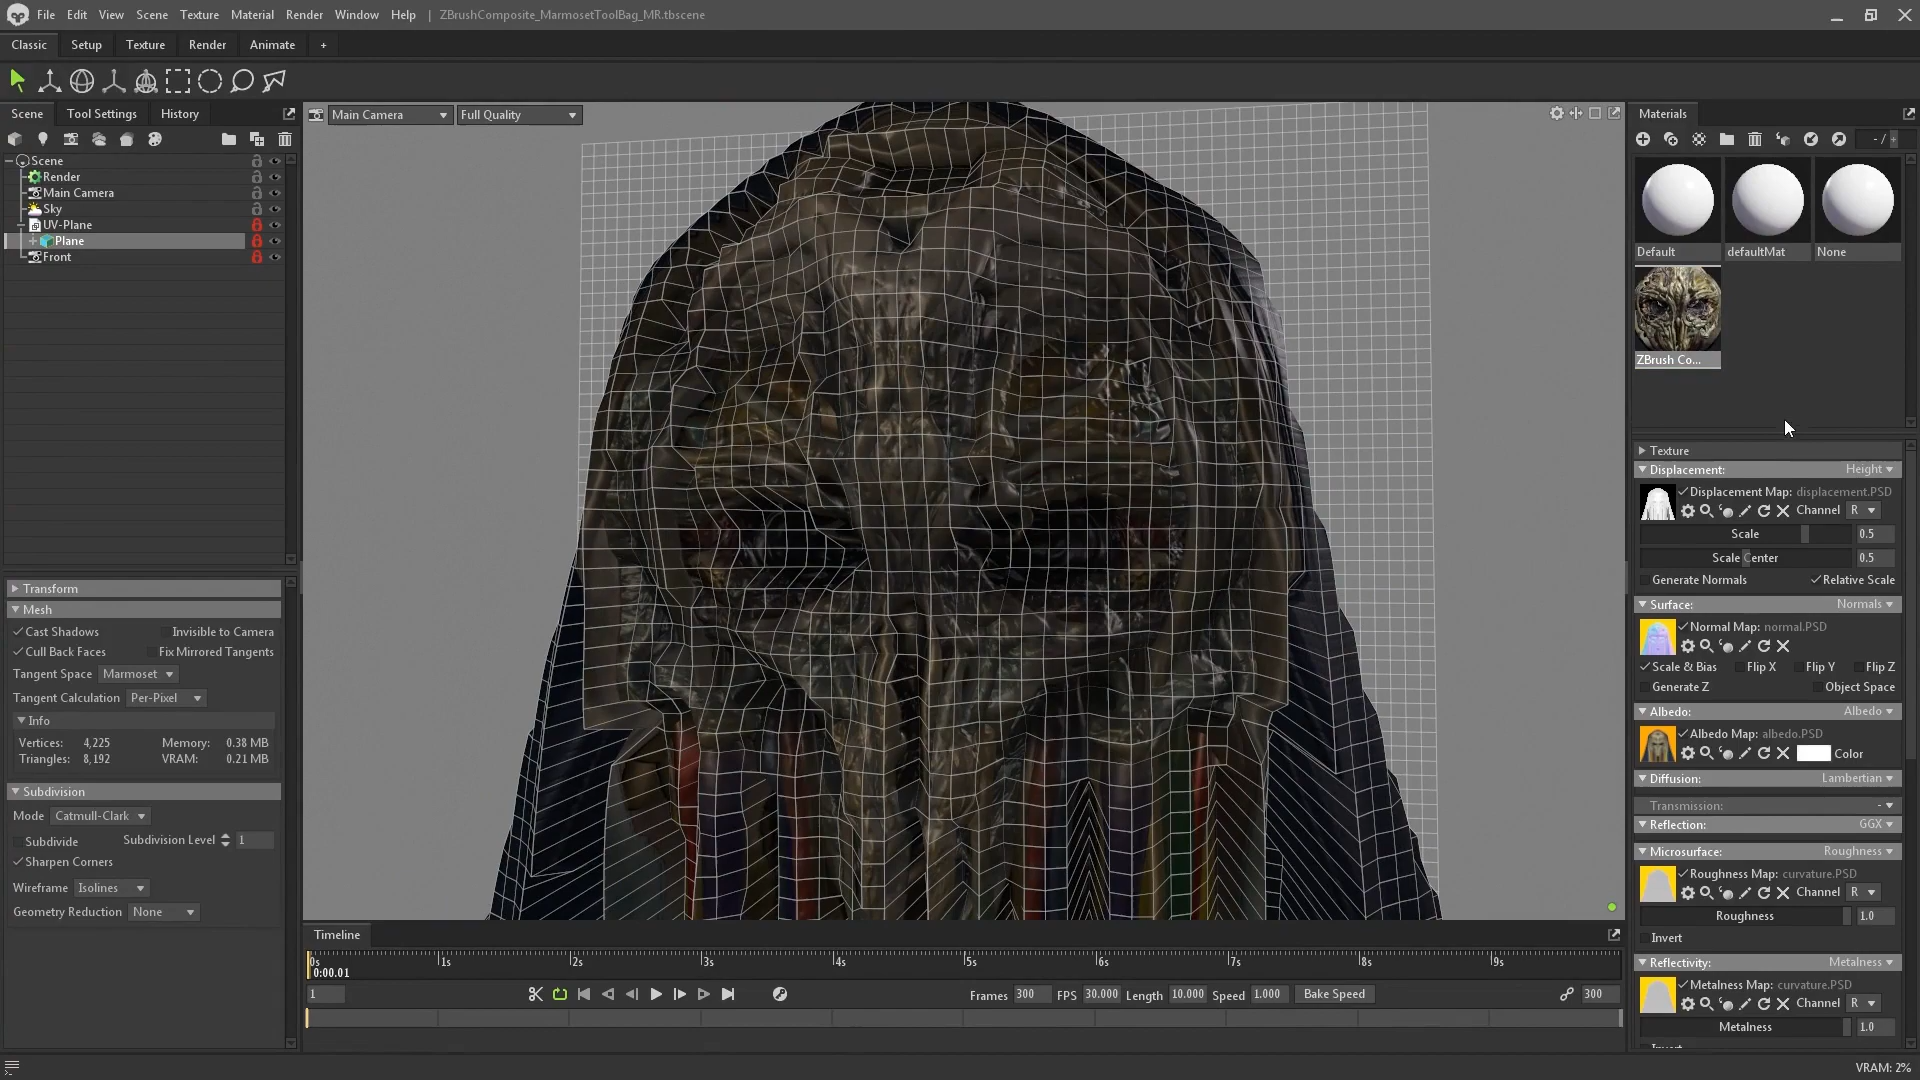 File Edit View Scene Texture Material Render Window Help | ZBrushComposite_MarmosetToolBag_MR.tbscene
Classic Setup Texture Render Animate +
Scene Tool Settings History
Main Camera Full Quality
Materials
- /
Scene
Render
Main Camera
Sky
UV-Plane
Plane
Front
Default defaultMat None
ZBrush Co...
Texture
Displacement: Height
Displacement Map: displacement.PSD
Channel R
Scale 0.5
Scale Center 0.5
Generate Normals Relative Scale
Surface: Normals
Normal Map: normal.PSD
Scale & Bias Flip X Flip Y Flip Z
Generate Z Object Space
Albedo: Albedo
Albedo Map: albedo.PSD
Color
Diffusion: Lambertian
Transmission: -
Reflection: GGX
Microsurface: Roughness
Roughness Map: curvature.PSD
Channel R
Roughness 1.0
Invert
Reflectivity: Metalness
Metalness Map: curvature.PSD
Channel R
Metalness 1.0
Invert
Transform
Mesh
Cast Shadows Invisible to Camera
Cull Back Faces Fix Mirrored Tangents
Tangent Space Marmoset
Tangent Calculation Per-Pixel
Info
Vertices: 4,225 Memory: 0.38 MB
Triangles: 8,192 VRAM: 0.21 MB
Subdivision
Mode Catmull-Clark
Subdivide Subdivision Level 1
Sharpen Corners
Wireframe Isolines
Geometry Reduction None
Timeline
0s 1s 2s 3s 4s 5s 6s 7s 8s 9s
0:00.01
1 Frames 300 FPS 30.000 Length 10.000 Speed 1.000 Bake Speed 300
VRAM: 2%